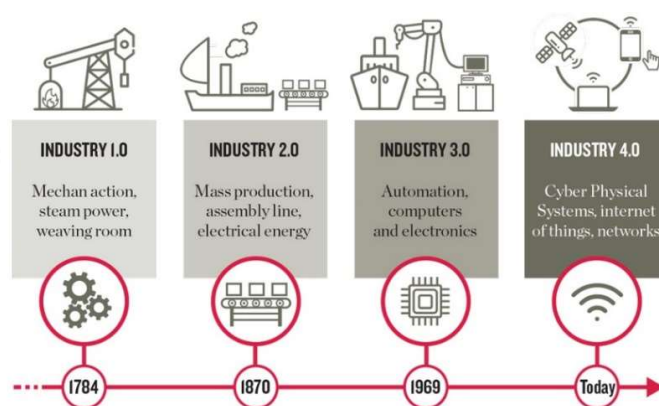 INDUSTRY 1.0
Mechan action,
steam power,
weaving room
INDUSTRY 2.0
Mass production,
assembly line,
electrical energy
INDUSTRY 3.0
Automation,
computers
and electronics
INDUSTRY 4.0
Cyber Physical
Systems, internet
of things, networks
1784
1870
1969
Today